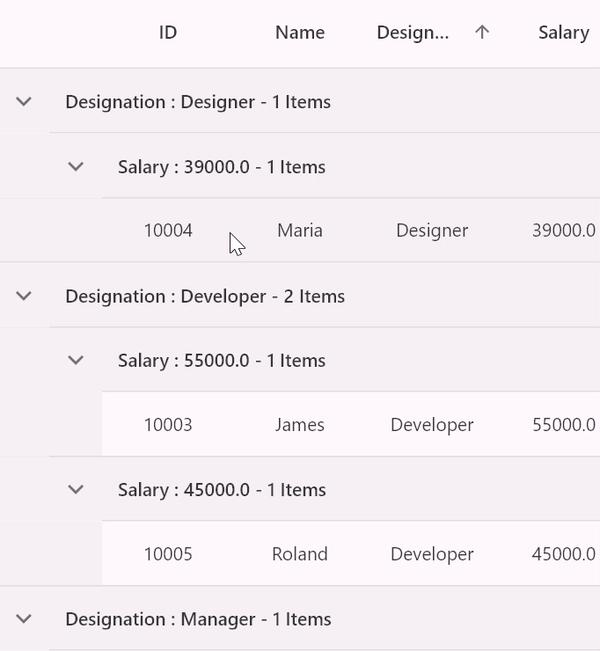 ID Name Design... Salary
Designation : Designer - 1 Items
Salary : 39000.0 - 1 Items
10004 Maria Designer 39000.0
Designation : Developer - 2 Items
Salary : 55000.0 - 1 Items
10003 James Developer 55000.0
Salary : 45000.0 - 1 Items
10005 Roland Developer 45000.0
Designation : Manager - 1 Items